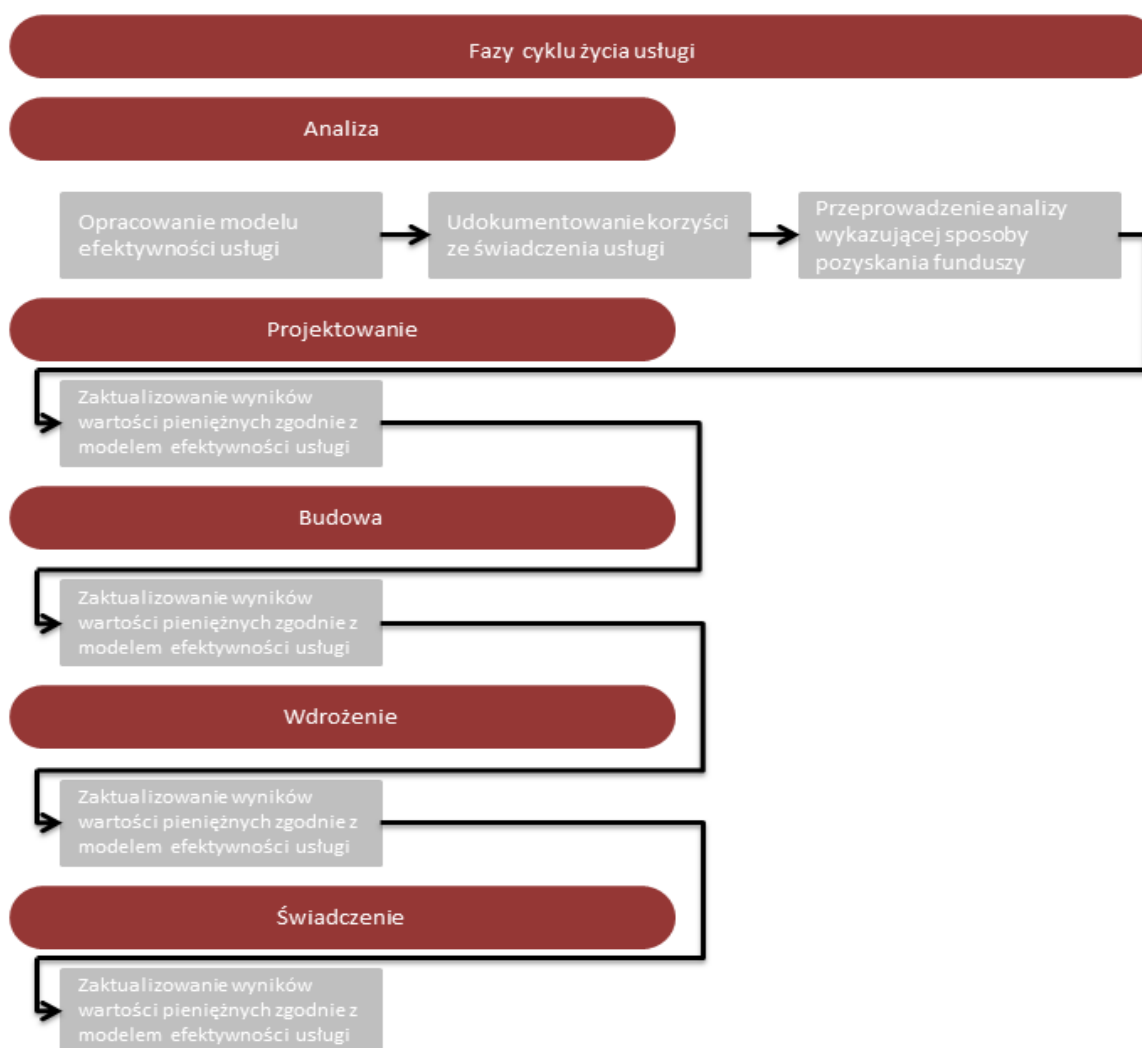 Fazy cyklu życia usługi
Analiza
Opracowanie modelu
efektywności usługi
Udokumentowanie korzyści
ze świadczenia usługi
Przeprowadzenie analizy
wykazującej sposoby
pozyskania funduszy
Projektowanie
Zaktualizowanie wyników
wartości pieniężnych zgodnie z
modelem efektywności usługi
Budowa
Zaktualizowanie wyników
wartości pieniężnych zgodnie z
modelem efektywności usługi
Wdrożenie
Zaktualizowanie wyników
wartości pieniężnych zgodnie z
modelem efektywności usługi
Świadczenie
Zaktualizowanie wyników
wartości pieniężnych zgodnie z
modelem efektywności usługi